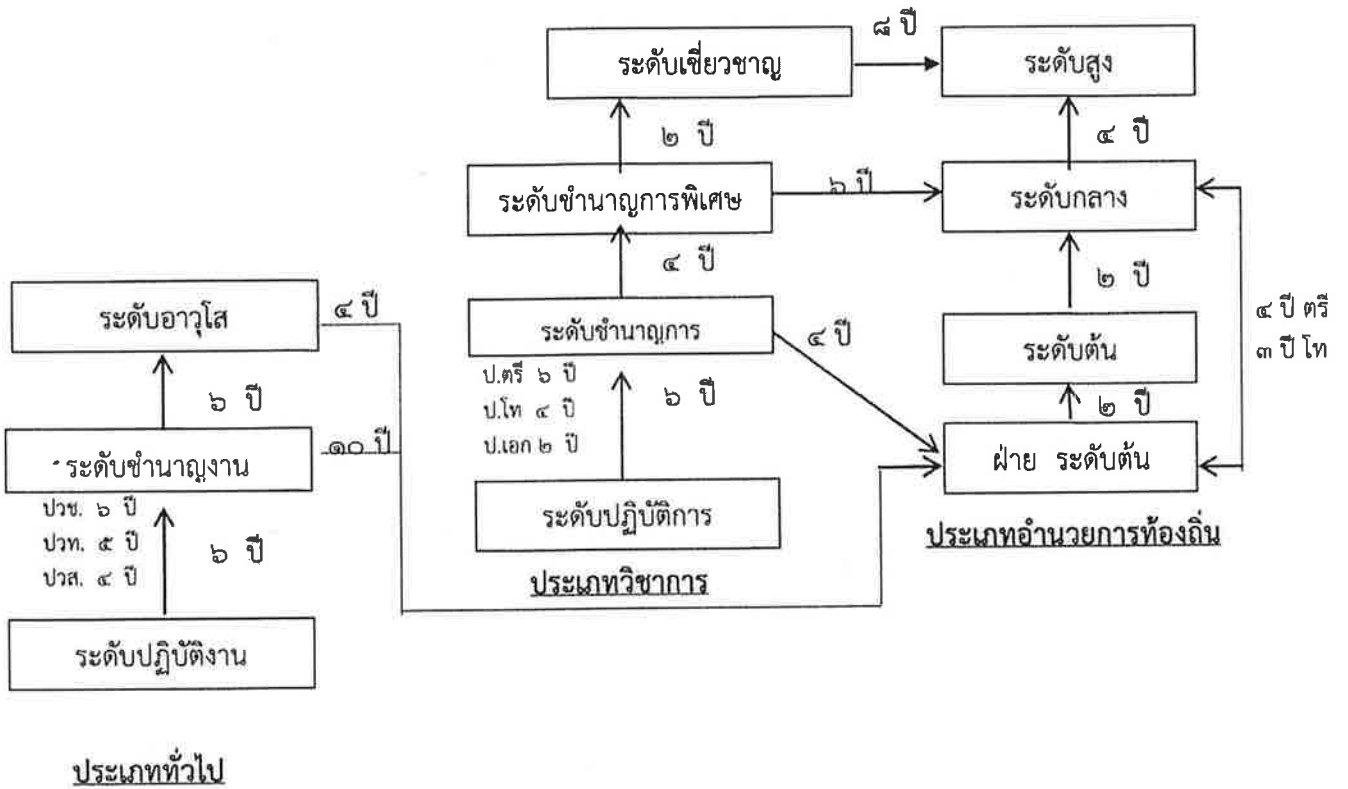 ๘ ปี
ระดับเชี่ยวชาญ
ระดับสูง
๒ ปี
๔ ปี
ระดับชำนาญการพิเศษ
๖ ปี
ระดับกลาง
๔ ปี
๒ ปี
ระดับอาวุโส
๔ ปี
ระดับชำนาญการ
๔ ปี
ระดับต้น
๔ ปี ตรี
๓ ปี โท
ป.ตรี ๖ ปี
ป.โท ๔ ปี
ป.เอก ๒ ปี
๖ ปี
๖ ปี
๒ ปี
ระดับชำนาญงาน
๑๐ ปี
ฝ่าย ระดับต้น
ปวช. ๖ ปี
ปวท. ๕ ปี
ปวส. ๔ ปี
๖ ปี
ระดับปฏิบัติการ
ประเภทอำนวยการท้องถิ่น
ประเภทวิชาการ
ระดับปฏิบัติงาน
ประเภททั่วไป